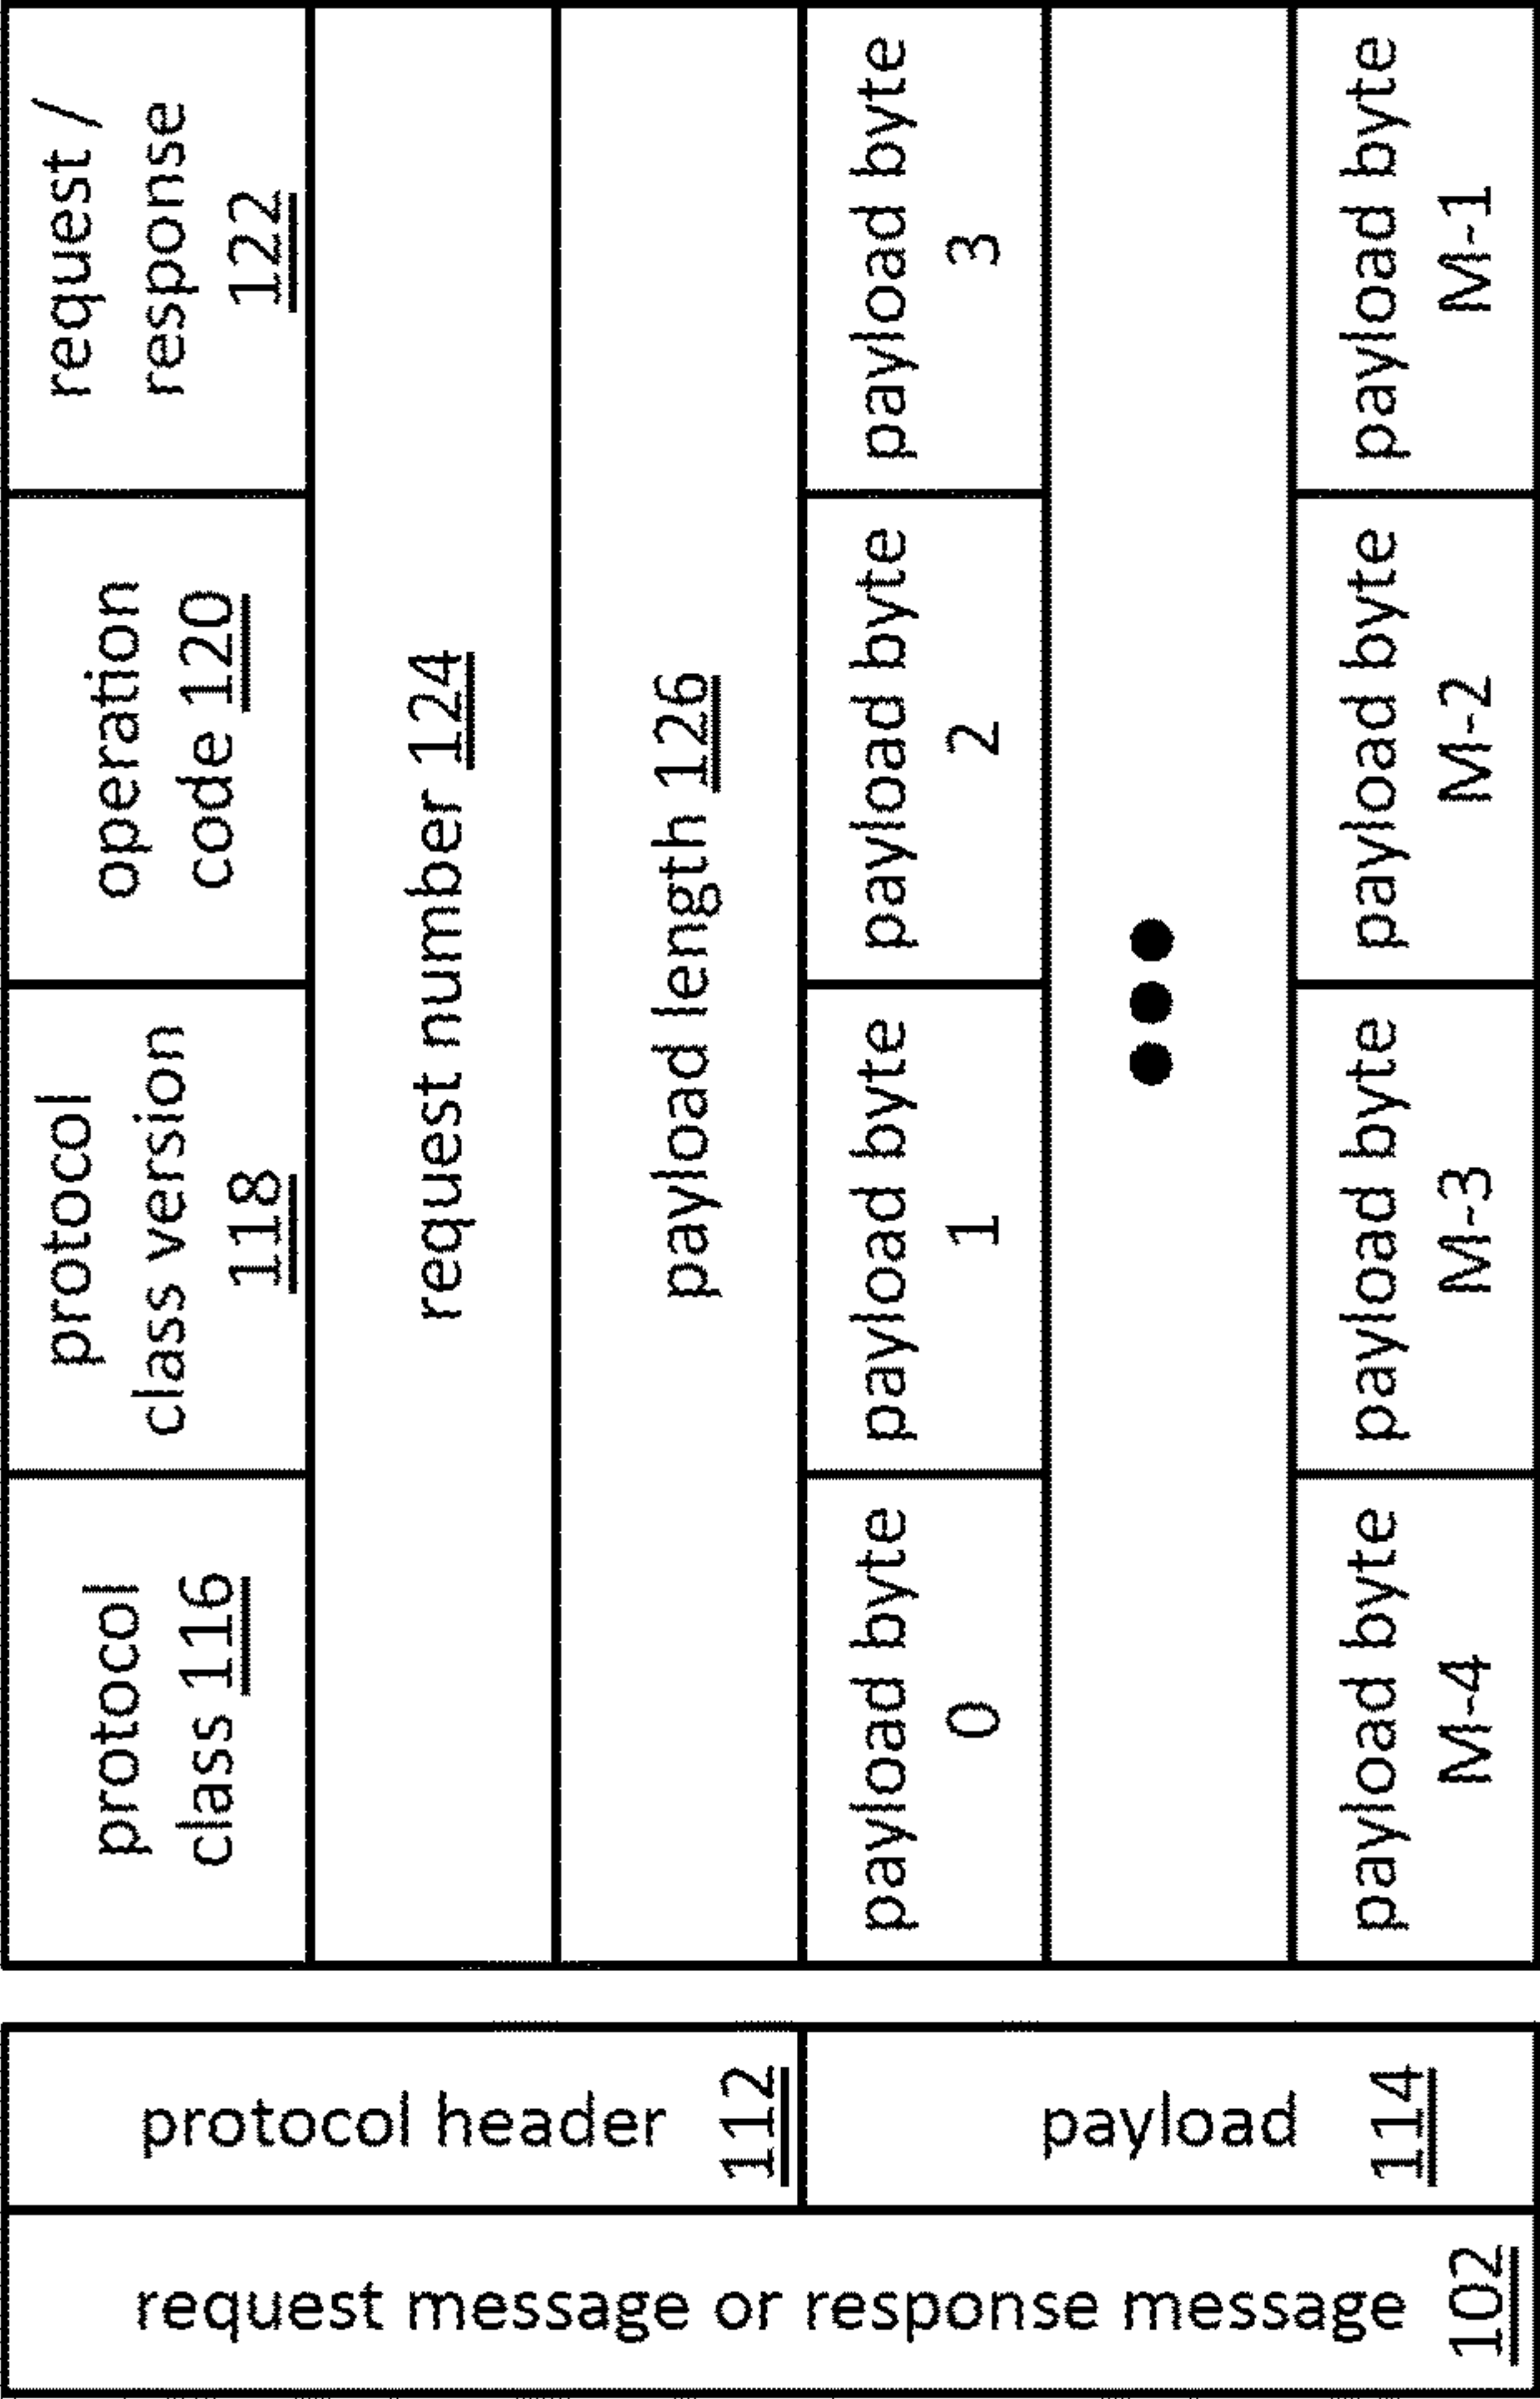 request message or response message
102
protocol header
112
payload
114
protocol
class 116
protocol
class version
118
operation
code 120
request /
response
122
request number 124
payload length 126
payload byte
0
payload byte
1
payload byte
2
payload byte
3
payload byte
M-4
payload byte
M-3
payload byte
M-2
payload byte
M-1